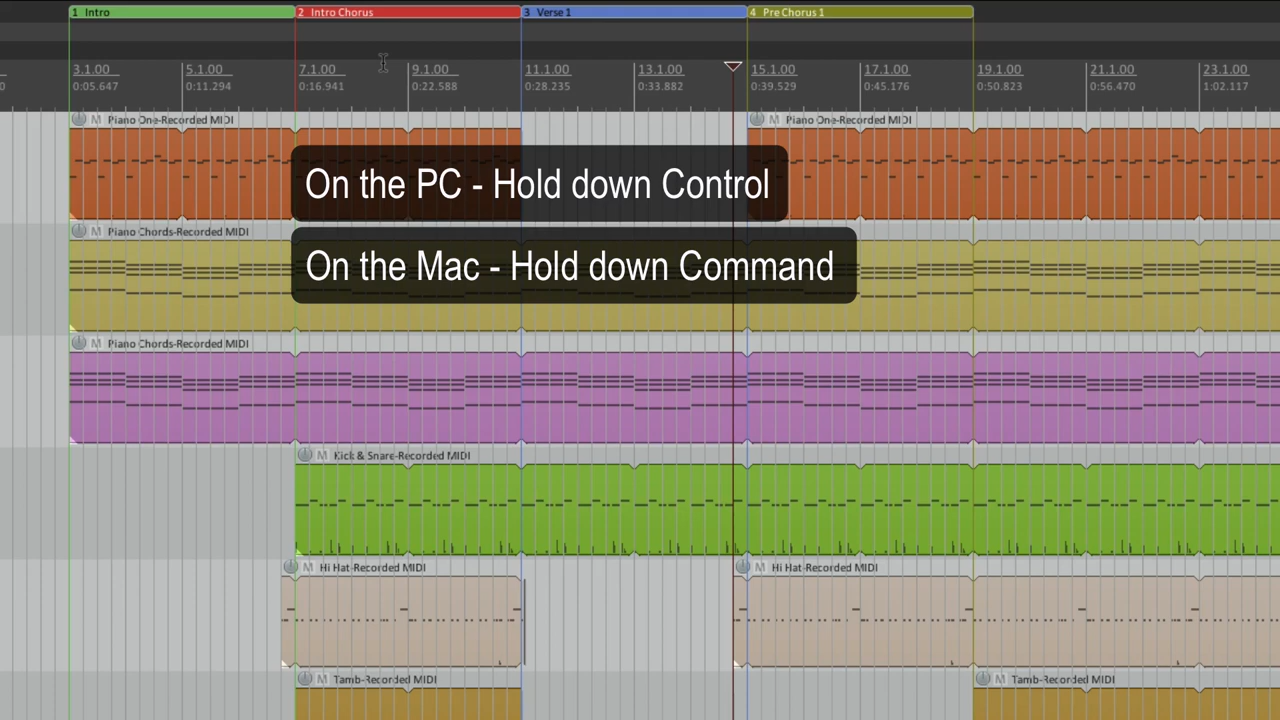 1 Intro 2 Intro Chorus 3 Verse 1 4 Pre Chorus 1
3.1.00 5.1.00 7.1.00 9.1.00 11.1.00 13.1.00 15.1.00 17.1.00 19.1.00 21.1.00 23.1.00
0 0:05.647 0:11.294 0:16.941 0:22.588 0:28.235 0:33.882 0:39.529 0:45.176 0:50.823 0:56.470 1:02.117
M Piano One-Recorded MIDI M Piano One-Recorded MIDI
On the PC - Hold down Control
M Piano Chords-Recorded MIDI
On the Mac - Hold down Command
M Piano Chords-Recorded MIDI
M Kick & Snare-Recorded MIDI
M Hi Hat-Recorded MIDI M Hi Hat-Recorded MIDI
M Tamb-Recorded MIDI M Tamb-Recorded MIDI